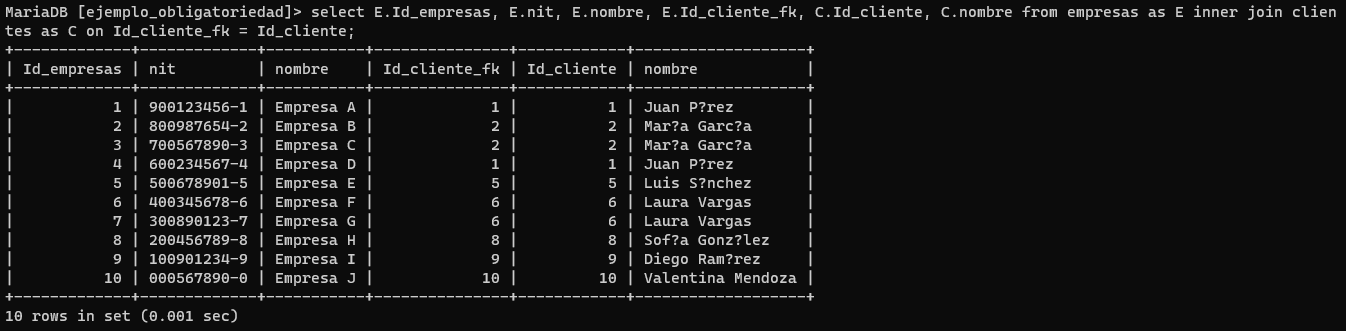 MariaDB [ejemplo_obligatoriedad]> select E.Id_empresas, E.nit, E.nombre, E.Id_cliente_fk, C.Id_cliente, C.nombre from empresas as E inner join clien
tes as C on Id_cliente_fk = Id_cliente;
+-------------+-------------+-----------+---------------+------------+------------------+
| Id_empresas | nit         | nombre    | Id_cliente_fk | Id_cliente | nombre           |
+-------------+-------------+-----------+---------------+------------+------------------+
|           1 | 900123456-1 | Empresa A |             1 |          1 | Juan P?rez       |
|           2 | 800987654-2 | Empresa B |             2 |          2 | Mar?a Garc?a     |
|           3 | 700567890-3 | Empresa C |             2 |          2 | Mar?a Garc?a     |
|           4 | 600234567-4 | Empresa D |             1 |          1 | Juan P?rez       |
|           5 | 500678901-5 | Empresa E |             5 |          5 | Luis S?nchez     |
|           6 | 400345678-6 | Empresa F |             6 |          6 | Laura Vargas     |
|           7 | 300890123-7 | Empresa G |             6 |          6 | Laura Vargas     |
|           8 | 200456789-8 | Empresa H |             8 |          8 | Sof?a Gonz?lez   |
|           9 | 100901234-9 | Empresa I |             9 |          9 | Diego Ram?rez    |
|          10 | 000567890-0 | Empresa J |            10 |         10 | Valentina Mendoza |
+-------------+-------------+-----------+---------------+------------+------------------+
10 rows in set (0.001 sec)